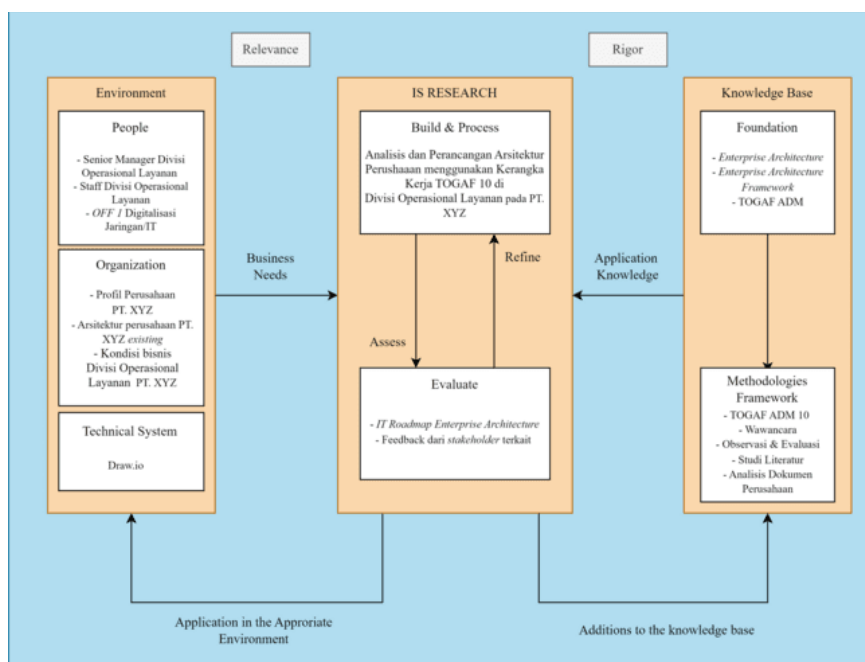 Relevance
Rigor
Environment
People
- Senior Manager Divisi
Operasional Layanan
- Staff Divisi Operasional
Layanan
- OFF 1 Digitalisasi
Jaringan/IT
Organization
- Profil Perusahaan
PT. XYZ
- Arsitektur perusahaan PT.
XYZ existing
- Kondisi bisnis
Divisi Operasional
Layanan PT. XYZ
Technical System
Draw.io
Business
Needs
IS RESEARCH
Build & Process
Analisis dan Perancangan Arsitektur
Perushaaan menggunakan Kerangka
Kerja TOGAF 10 di
Divisi Operasional Layanan pada PT.
XYZ
Refine
Assess
Evaluate
- IT Roadmap Enterprise Architecture
- Feedback dari stakeholder terkait
Application
Knowledge
Knowledge Base
Foundation
- Enterprise Architecture
- Enterprise Architecture
Framework
- TOGAF ADM
Methodologies
Framework
- TOGAF ADM 10
- Wawancara
- Observasi & Evaluasi
- Studi Literatur
- Analisis Dokumen
Perusahaan
Application in the Approriate
Environment
Additions to the knowledge base